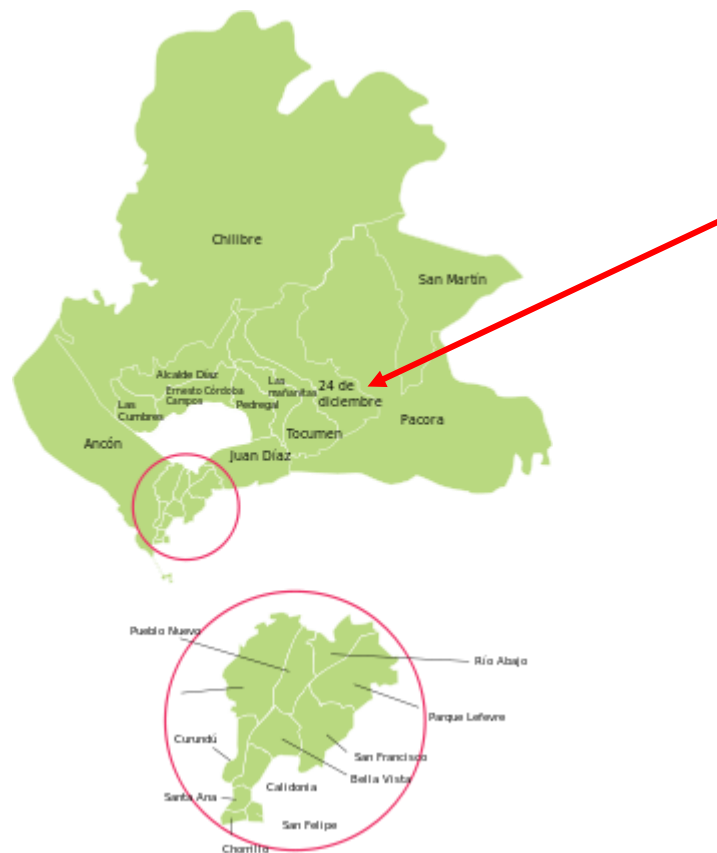 Chilibre
San Martín
Alcalde Díaz
Ernesto Córdoba
Campos
Las
mañanitas
24 de
diciembre
Las
Cumbres
Pedregal
Pacora
Tocumen
Ancón
Juan Díaz
Pueblo Nuevo
Río Abajo
Parque Lefevre
Curundú
San Francisco
Bella Vista
Calidonia
Santa Ana
San Felipe
Chorrillo